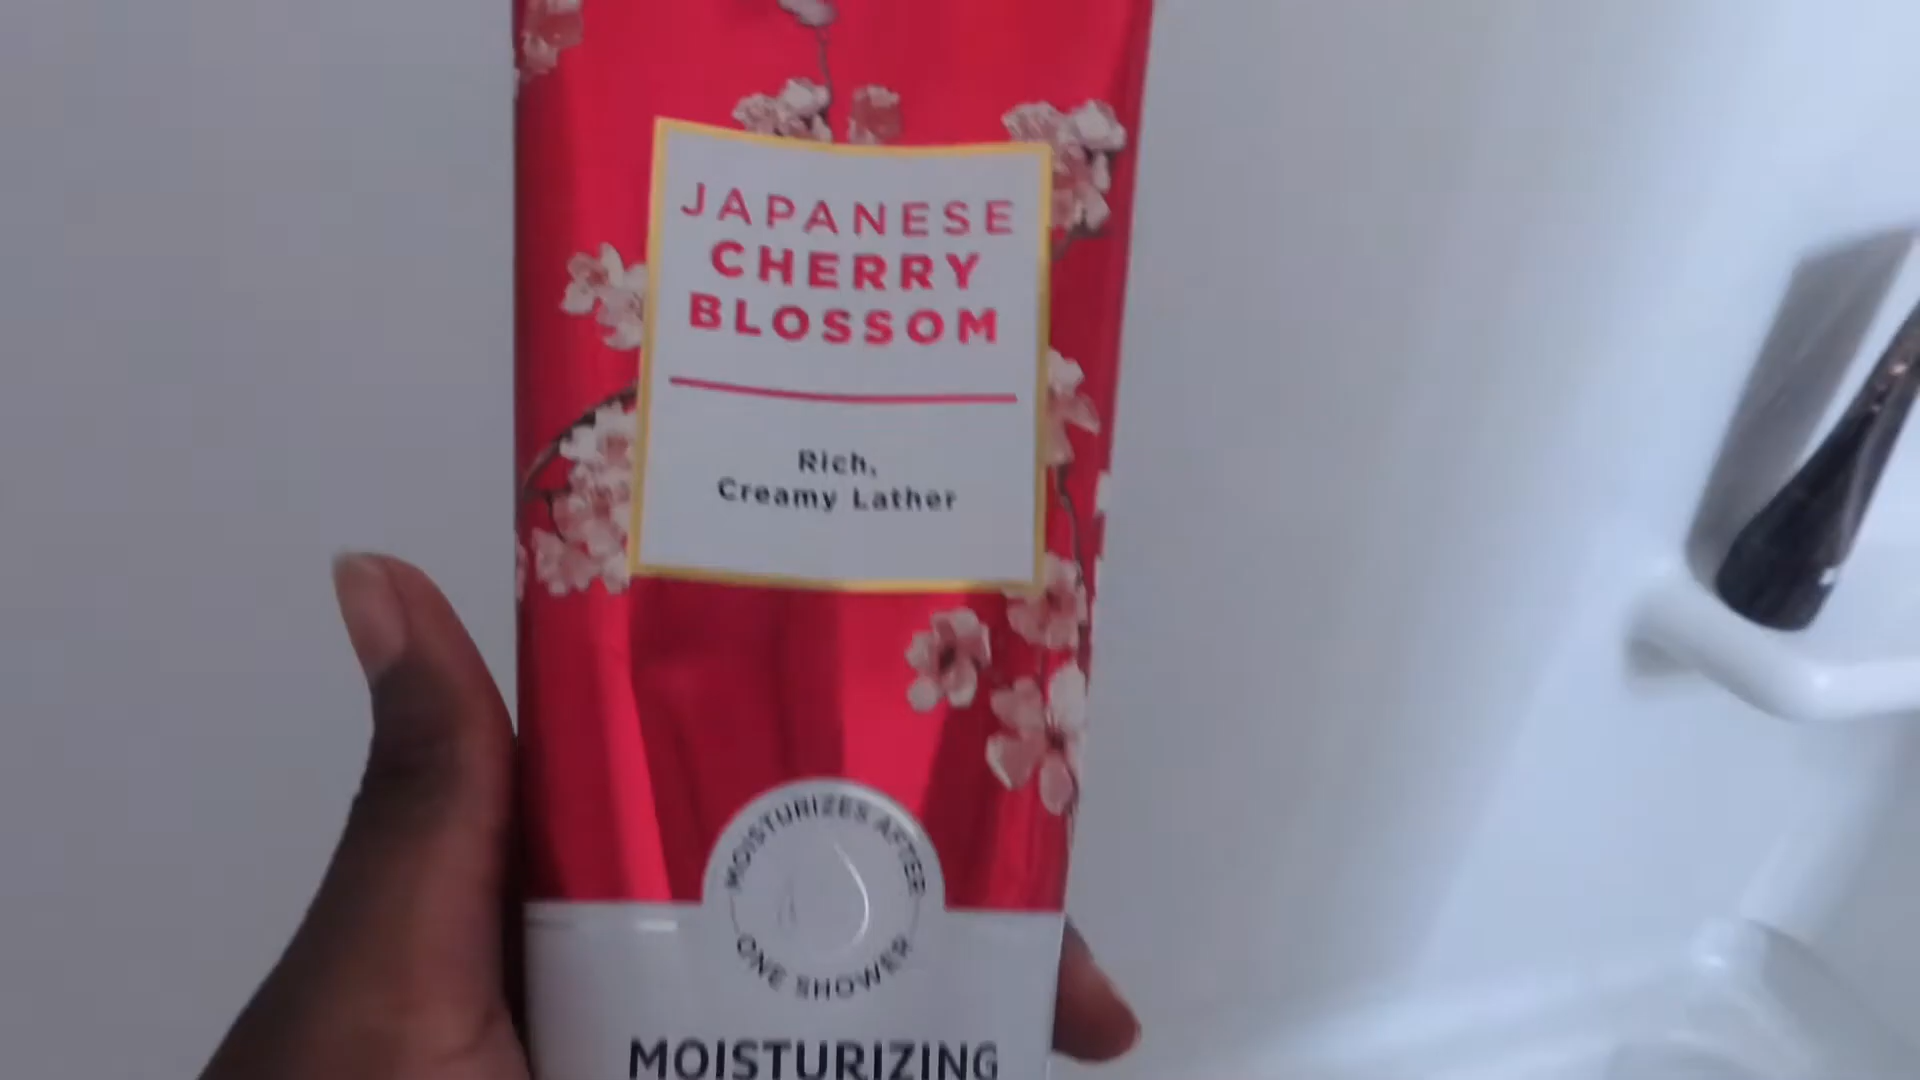 JAPANESE
CHERRY
BLOSSOM
Rich,
Creamy Lather
MOISTURIZES AFTER
ONE SHOWER
MOISTURIZING